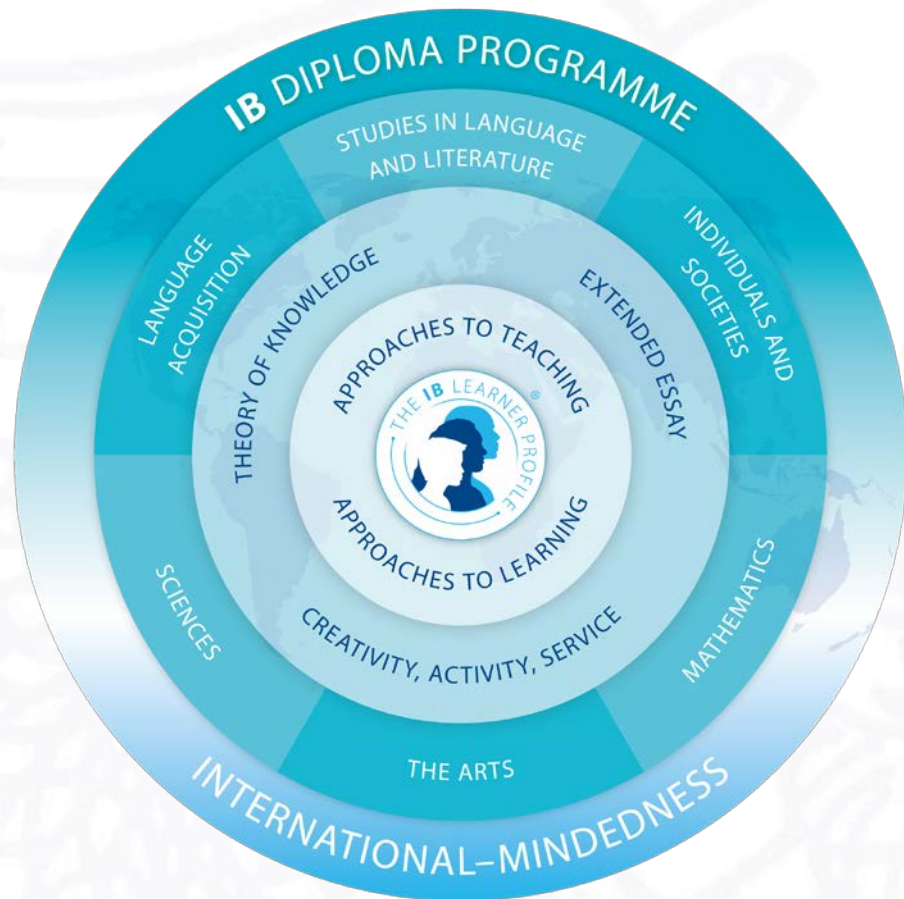 IB DIPLOMA PROGRAMME
STUDIES IN LANGUAGE
AND LITERATURE
LANGUAGE
ACQUISITION
INDIVIDUALS AND
SOCIETIES
THEORY OF KNOWLEDGE
EXTENDED ESSAY
APPROACHES TO TEACHING
THE IB LEARNER PROFILE
®
APPROACHES TO LEARNING
CREATIVITY, ACTIVITY, SERVICE
SCIENCES
MATHEMATICS
THE ARTS
INTERNATIONAL–MINDEDNESS